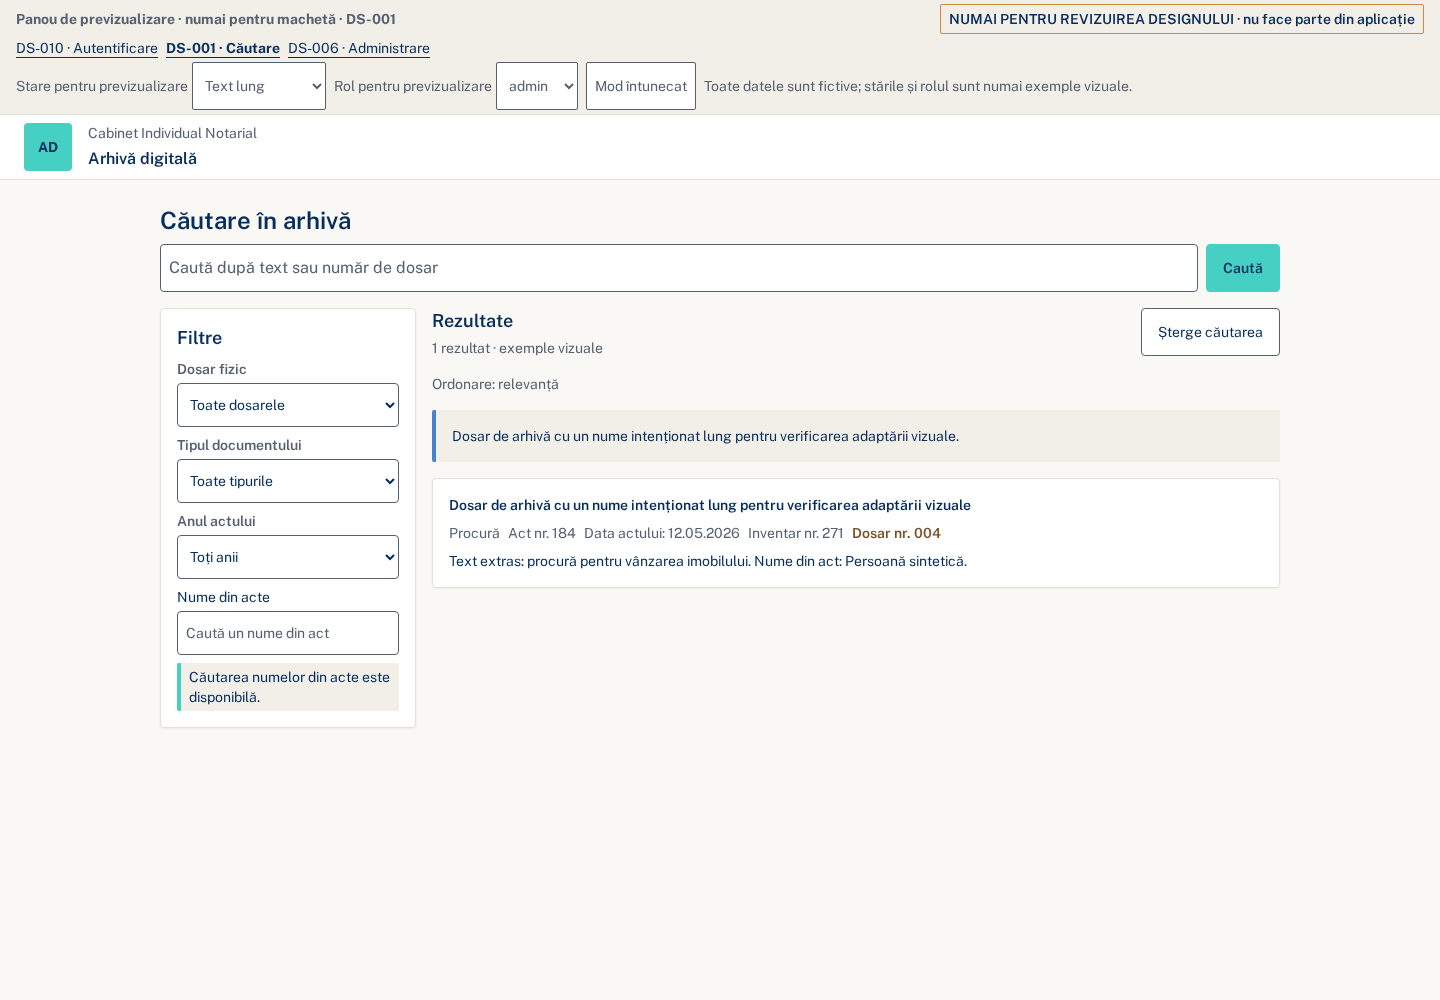 Panou de previzualizare · numai pentru machetă · DS-001
NUMAI PENTRU REVIZUIREA DESIGNULUI · nu face parte din aplicație
DS-010 · Autentificare DS-001 · Căutare DS-006 · Administrare
Stare pentru previzualizare Text lung Rol pentru previzualizare admin Mod întunecat Toate datele sunt fictive; stările și rolul sunt numai exemple vizuale.
AD
Cabinet Individual Notarial
Arhivă digitală
Căutare în arhivă
Caută după text sau număr de dosar
Caută
Filtre
Dosar fizic
Toate dosarele
Tipul documentului
Toate tipurile
Anul actului
Toți anii
Nume din acte
Caută un nume din act
Căutarea numelor din acte este
disponibilă.
Rezultate
1 rezultat · exemple vizuale
Șterge căutarea
Ordonare: relevanță
Dosar de arhivă cu un nume intenționat lung pentru verificarea adaptării vizuale.
Dosar de arhivă cu un nume intenționat lung pentru verificarea adaptării vizuale
Procură Act nr. 184 Data actului: 12.05.2026 Inventar nr. 271 Dosar nr. 004
Text extras: procură pentru vânzarea imobilului. Nume din act: Persoană sintetică.